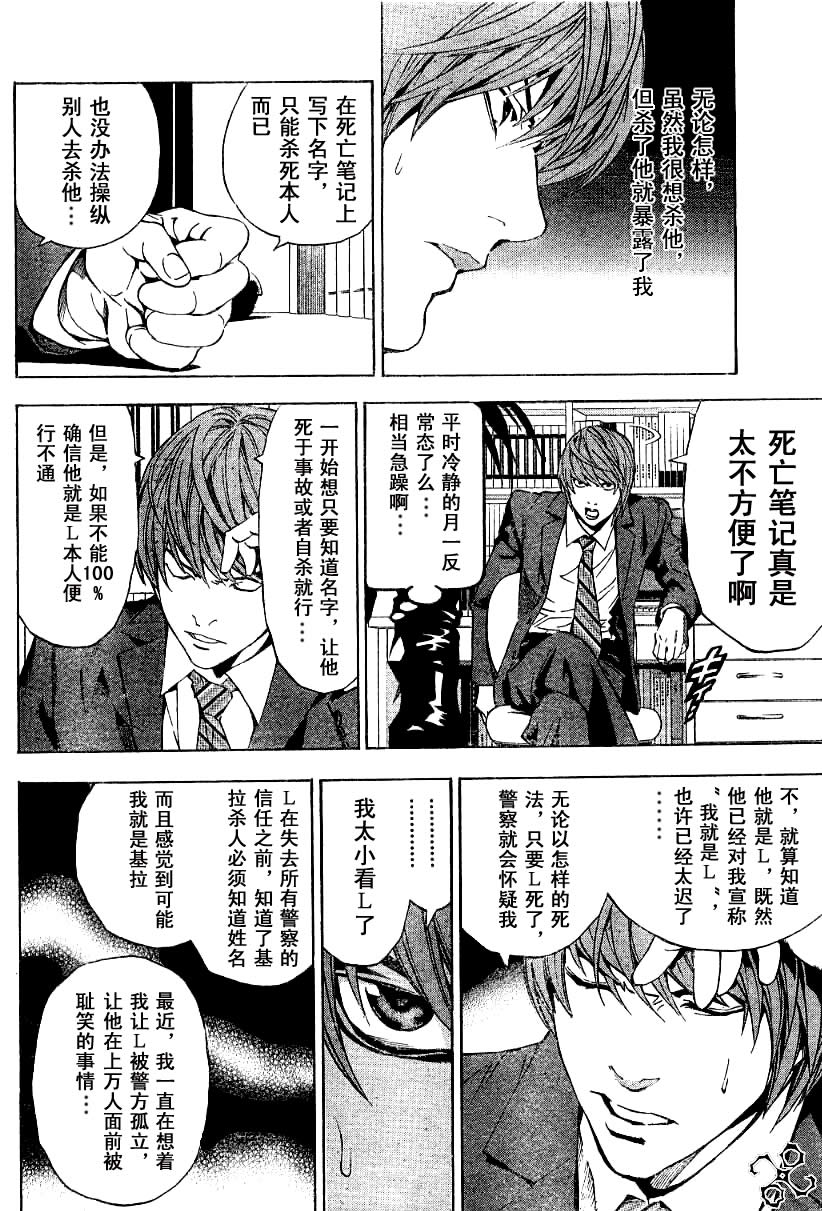 无论怎样，
虽然我很想杀他，
但杀了他就暴露了我
在死亡笔记上
写下名字，
只能杀死本人
而已
也没办法操纵
别人去杀他…
死亡笔记真是
太不方便了啊
平时冷静的月一反
常态了么…
相当急躁啊…
一开始想只要知道名字，让他
死于事故或者自杀就行…
但是，如果不能100%
确信他就是L本人便
行不通
不，就算知道
他就是L，既然
他已经对我宣称
〝我就是L〞，
也许已经太迟了
……
无论以怎样的死
法，只要L死了，
警察就会怀疑我
………
………
我太小看L了
L在失去所有警察的
信任之前，知道了基
拉杀人必须知道姓名
而且感觉到可能
我就是基拉
最近，我一直在想着
我让L被警方孤立，
让他在上万人面前被
耻笑的事情…